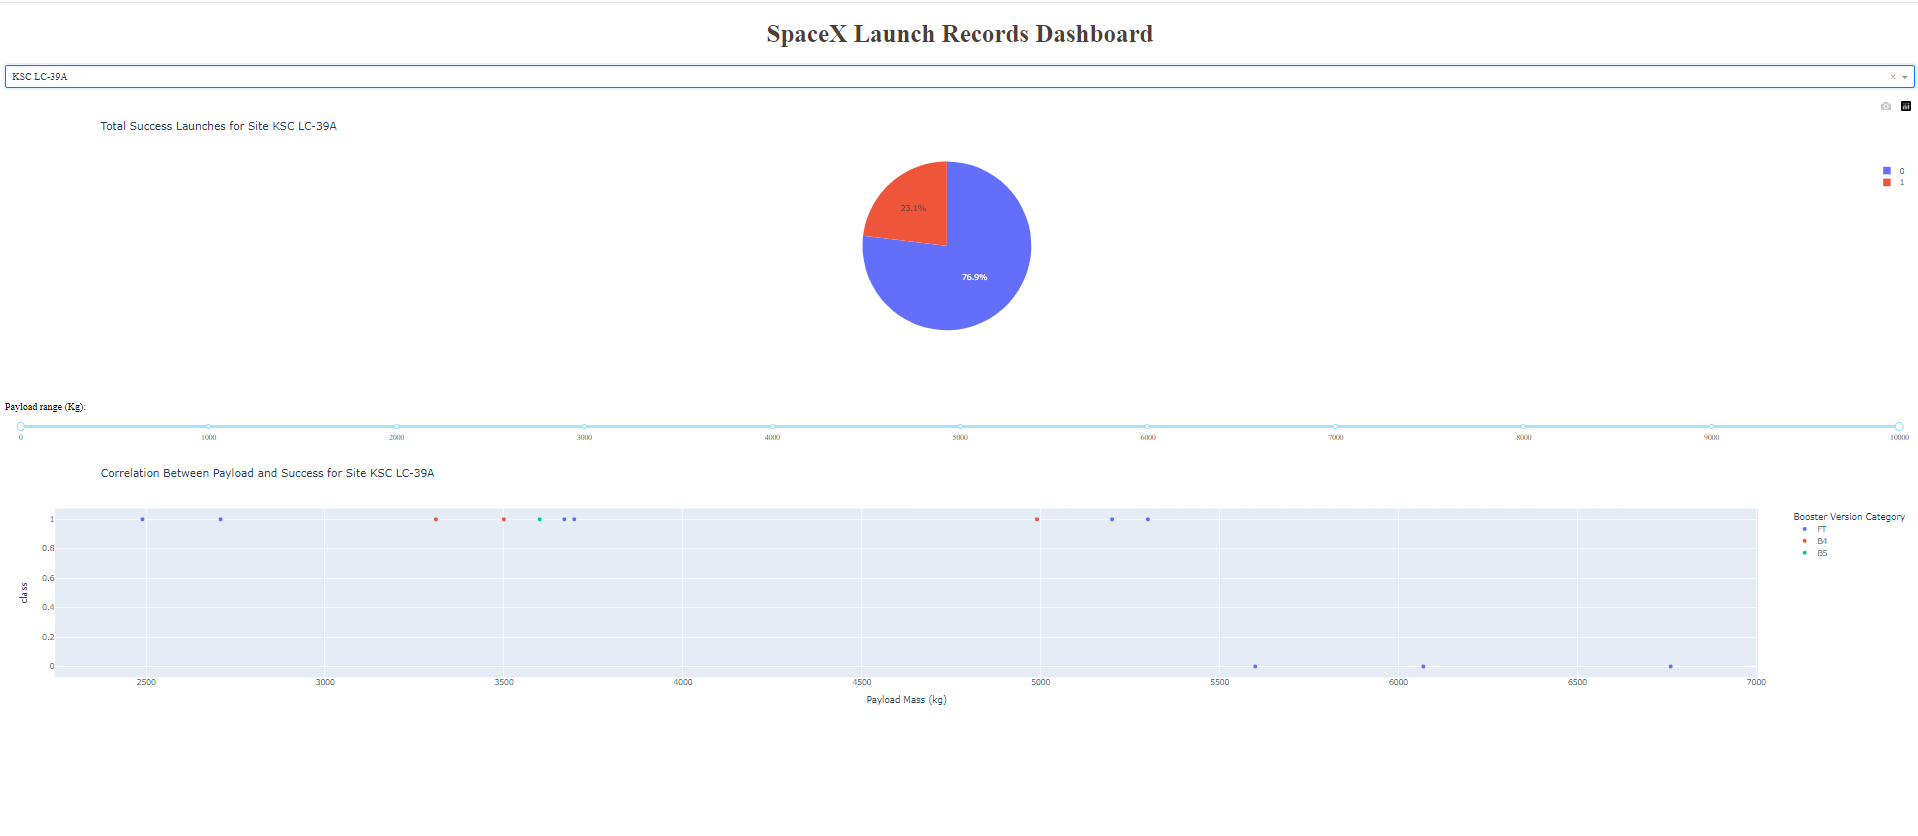 SpaceX Launch Records Dashboard
KSC LC-39A
× 
Total Success Launches for Site KSC LC-39A
0
1
23.1%
76.9%
Payload range (Kg):
0 1000 2000 3000 4000 5000 6000 7000 8000 9000 10000
Correlation Between Payload and Success for Site KSC LC-39A
Booster Version Category
FT
B4
B5
1
0.8
0.6
0.4
0.2
0
class
2500 3000 3500 4000 4500 5000 5500 6000 6500 7000
Payload Mass (kg)